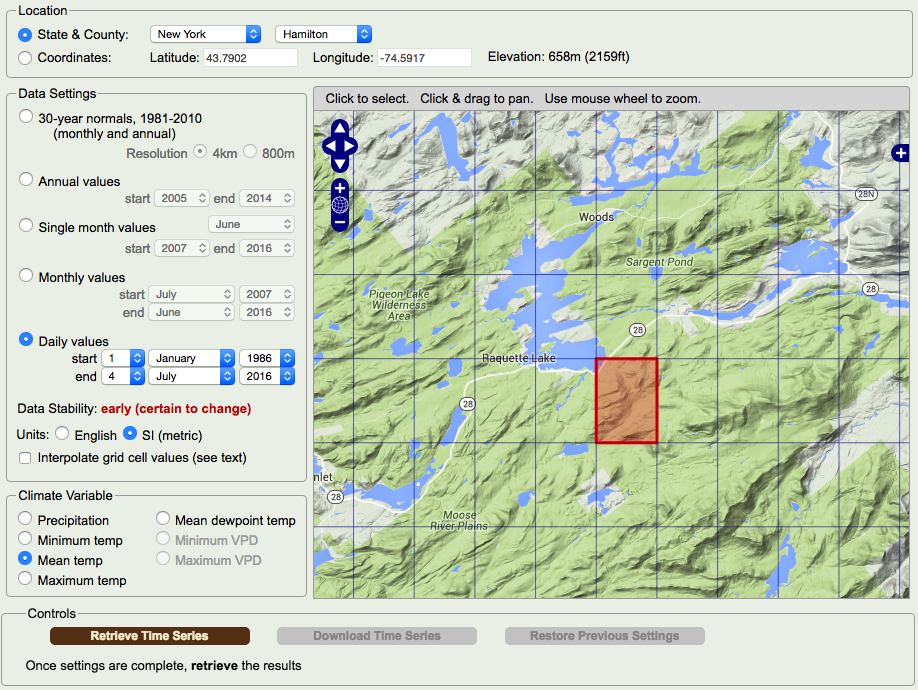 Location
State & County: New York Hamilton
Coordinates: Latitude: 43.7902 Longitude: -74.5917 Elevation: 658m (2159ft)
Data Settings
30-year normals, 1981-2010
(monthly and annual)
Resolution 4km 800m
Annual values
start 2005 end 2014
Single month values June
start 2007 end 2016
Monthly values
start July 2007
end June 2016
Daily values
start 1 January 1986
end 4 July 2016
Data Stability: early (certain to change)
Units: English SI (metric)
Interpolate grid cell values (see text)
Climate Variable
Precipitation Mean dewpoint temp
Minimum temp Minimum VPD
Mean temp Maximum VPD
Maximum temp
Click to select. Click & drag to pan. Use mouse wheel to zoom.
+
28N
Woods
Sargent Pond
28
Pigeon Lake
Wilderness
Area
28
Raquette Lake
28
nlet
28
Moose
River Plains
Controls
Retrieve Time Series Download Time Series Restore Previous Settings
Once settings are complete, retrieve the results